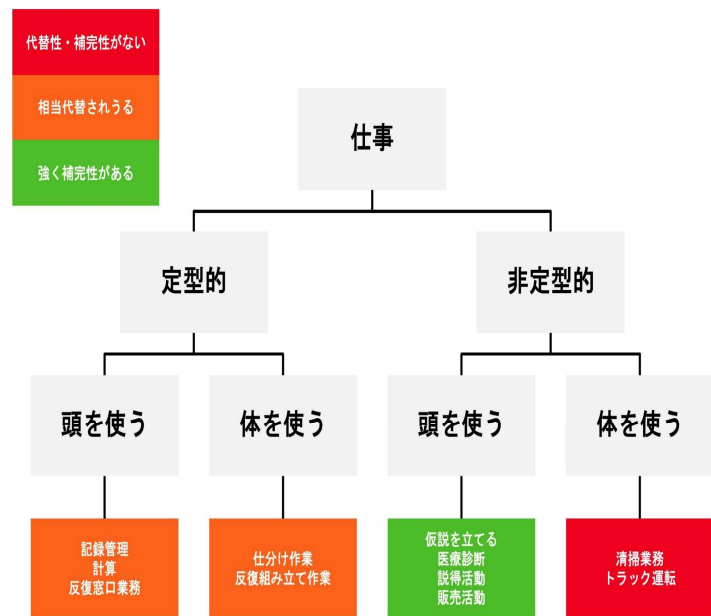 代替性・補完性がない
相当代替されうる
強く補完性がある
仕事
定型的
非定型的
頭を使う
体を使う
頭を使う
体を使う
記録管理
計算
反復窓口業務
仕分け作業
反復組み立て作業
仮説を立てる
医療診断
説得活動
販売活動
清掃業務
トラック運転